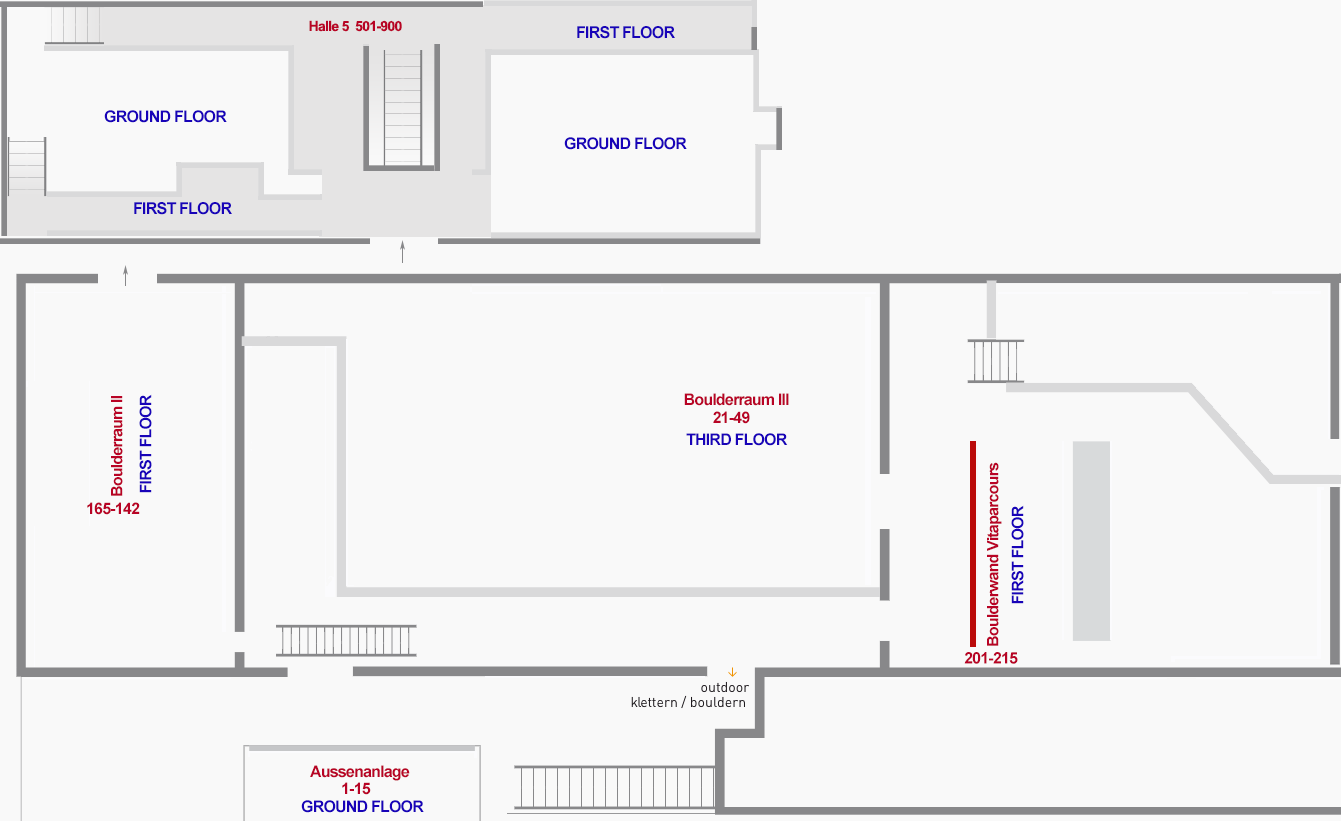 Halle 5 501-900
FIRST FLOOR
GROUND FLOOR
GROUND FLOOR
FIRST FLOOR
Boulderraum II
FIRST FLOOR
165-142
Boulderraum III
21-49
THIRD FLOOR
Boulderwand Vitaparcours
FIRST FLOOR
201-215
outdoor
klettern / bouldern
Aussenanlage
1-15
GROUND FLOOR